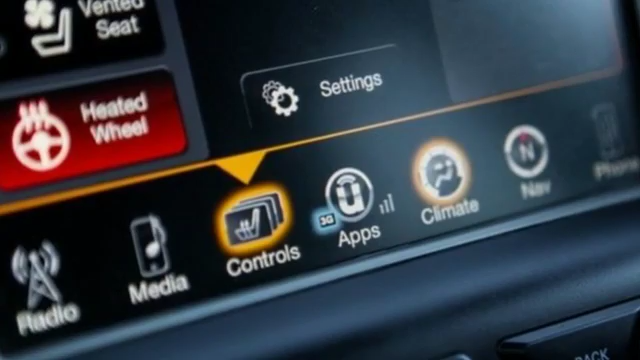 Vented
Seat
Settings
Heated
Wheel
Radio
Media
Controls
3G
Apps
Climate
N
Nav
Phone
BACK